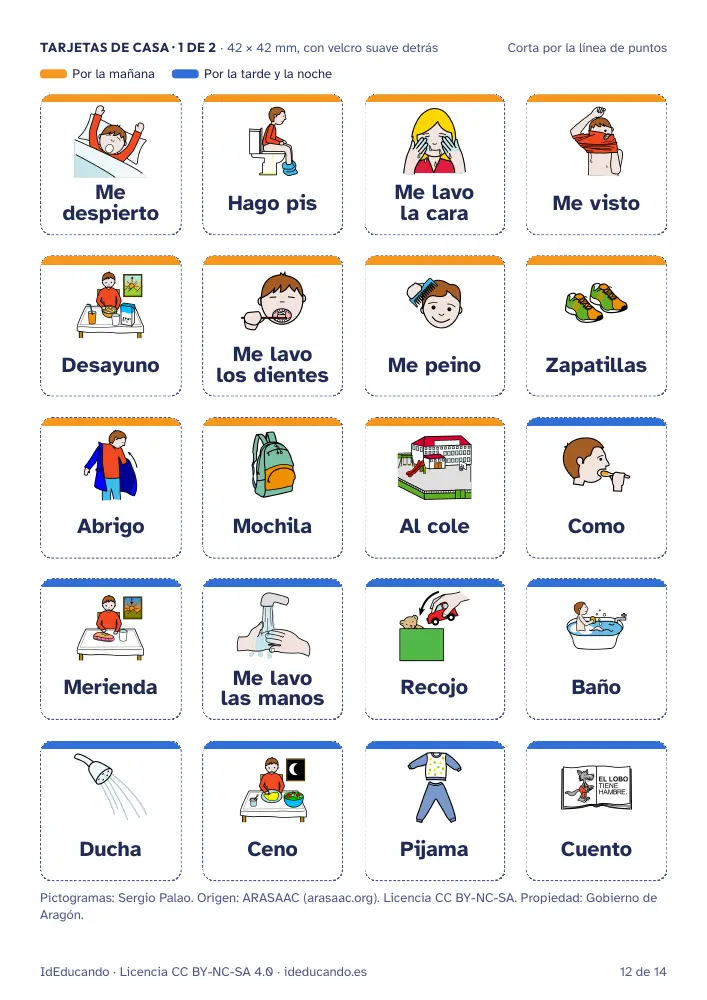 TARJETAS DE CASA · 1 DE 2 · 42 × 42 mm, con velcro suave detrás
Corta por la línea de puntos
Por la mañana
Por la tarde y la noche
Me
despierto
Hago pis
Me lavo
la cara
Me visto
Desayuno
Me lavo
los dientes
Me peino
Zapatillas
Abrigo
Mochila
Al cole
Como
Merienda
Me lavo
las manos
Recojo
Baño
Ducha
Ceno
Pijama
EL LOBO
TIENE
HAMBRE.
Cuento
Pictogramas: Sergio Palao. Origen: ARASAAC (arasaac.org). Licencia CC BY-NC-SA. Propiedad: Gobierno de
Aragón.
IdEducando · Licencia CC BY-NC-SA 4.0 · ideducando.es
12 de 14